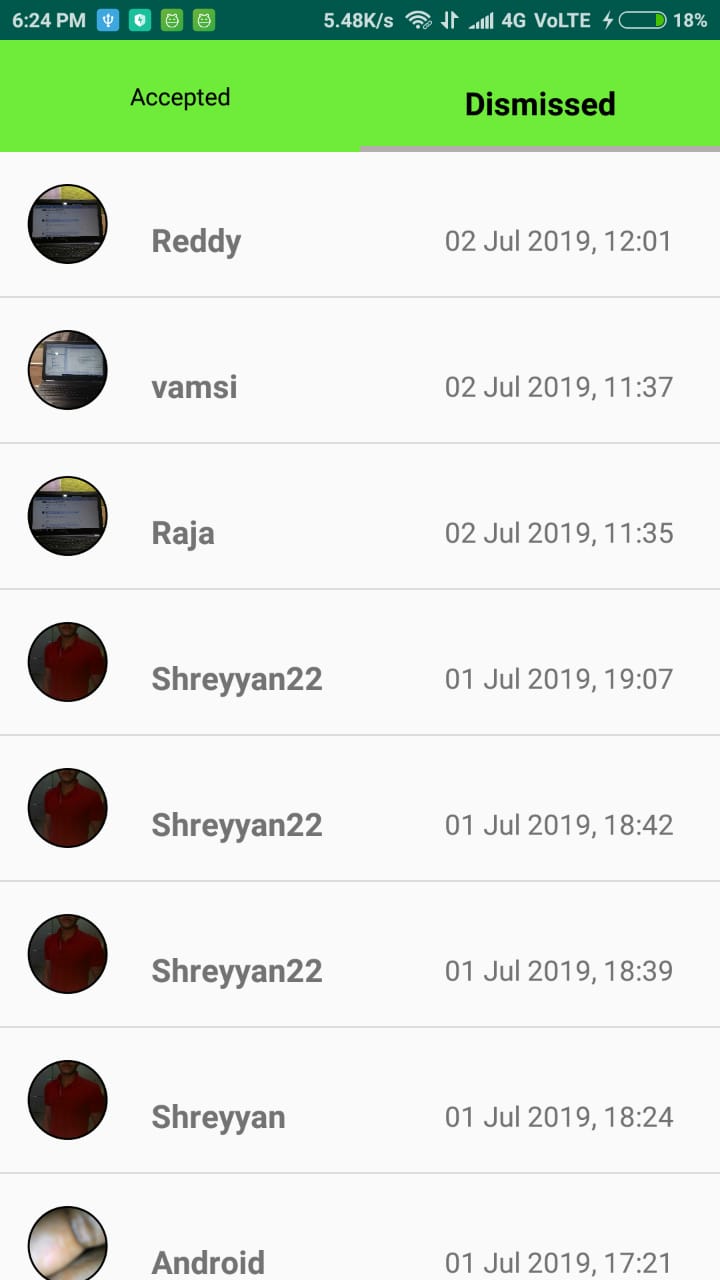 6:24 PM 5.48K/s 4G VoLTE 18%
Accepted Dismissed
Reddy 02 Jul 2019, 12:01
vamsi 02 Jul 2019, 11:37
Raja 02 Jul 2019, 11:35
Shreyyan22 01 Jul 2019, 19:07
Shreyyan22 01 Jul 2019, 18:42
Shreyyan22 01 Jul 2019, 18:39
Shreyyan 01 Jul 2019, 18:24
Android 01 Jul 2019, 17:21